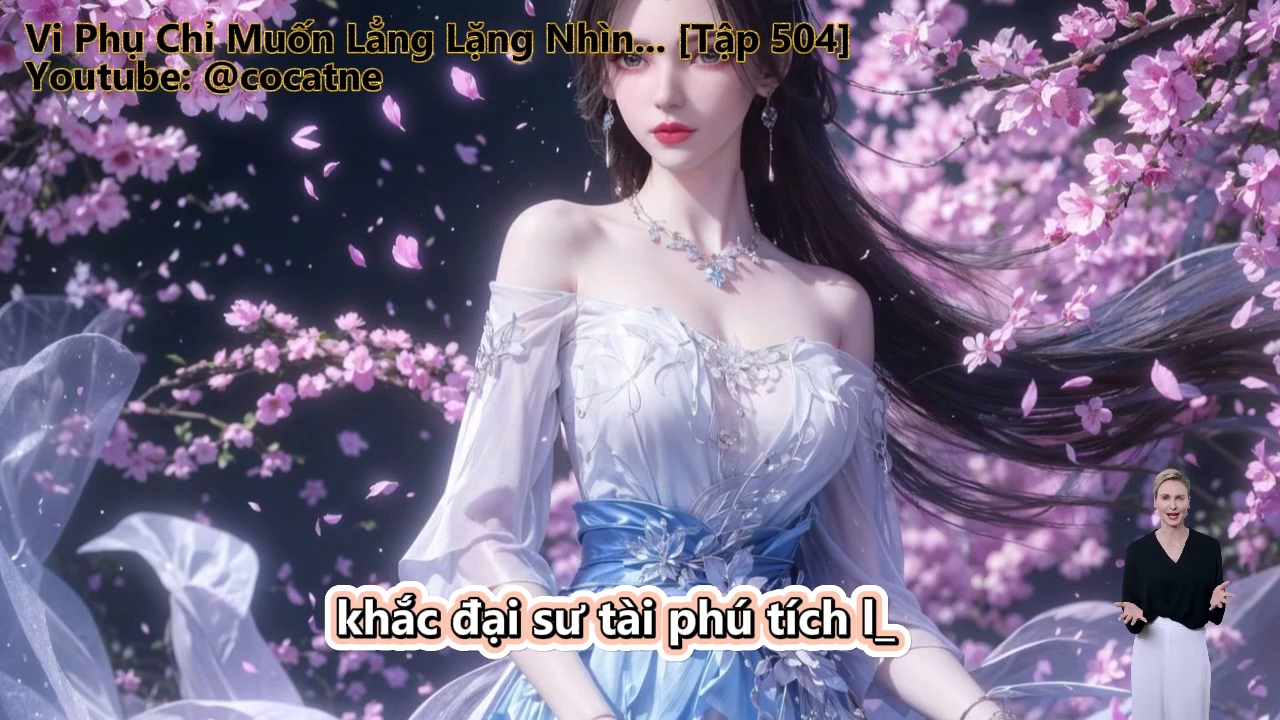 Vi Phụ Chỉ Muốn Lẳng Lặng Nhìn... [Tập 504]
Youtube: @cocatne
khắc đại sư tài phú tích l_